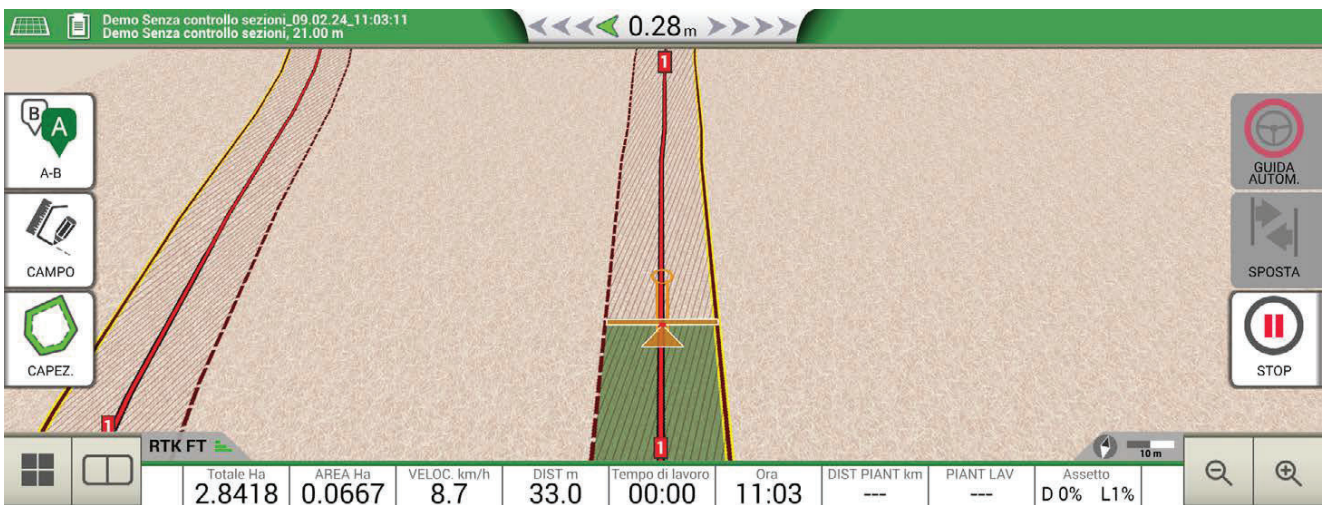 Demo Senza controllo sezioni_09.02.24_11:03:11
Demo Senza controllo sezioni, 21.00 m
0.28 m
1
B
A
A-B
CAMPO
CAPEZ.
GUIDA
AUTOM.
SPOSTA
STOP
1
1
RTK FT
10 m
Totale Ha
2.8418
AREA Ha
0.0667
VELOC. km/h
8.7
DIST m
33.0
Tempo di lavoro
00:00
Ora
11:03
DIST PIANT km
---
PIANT LAV
---
Assetto
D 0% L1%